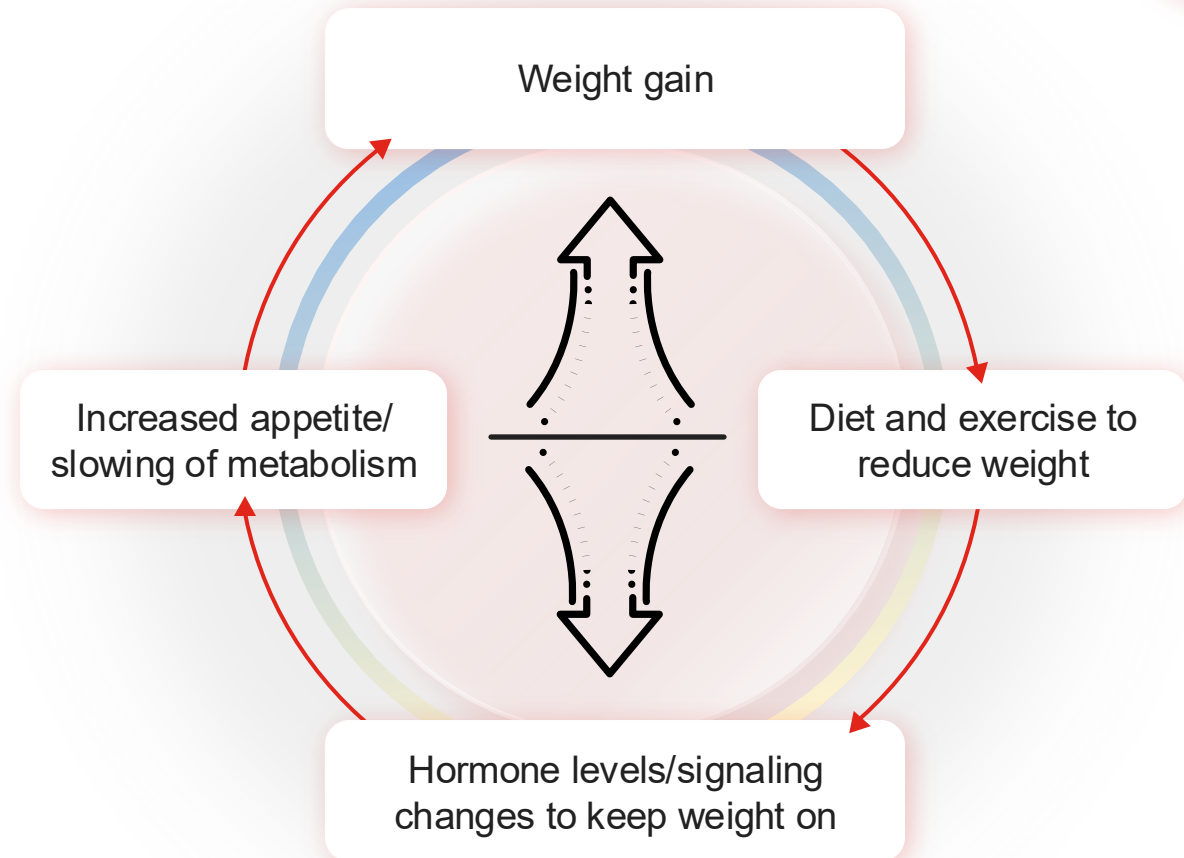 Weight gain
Increased appetite/
slowing of metabolism
Diet and exercise to
reduce weight
Hormone levels/signaling
changes to keep weight on